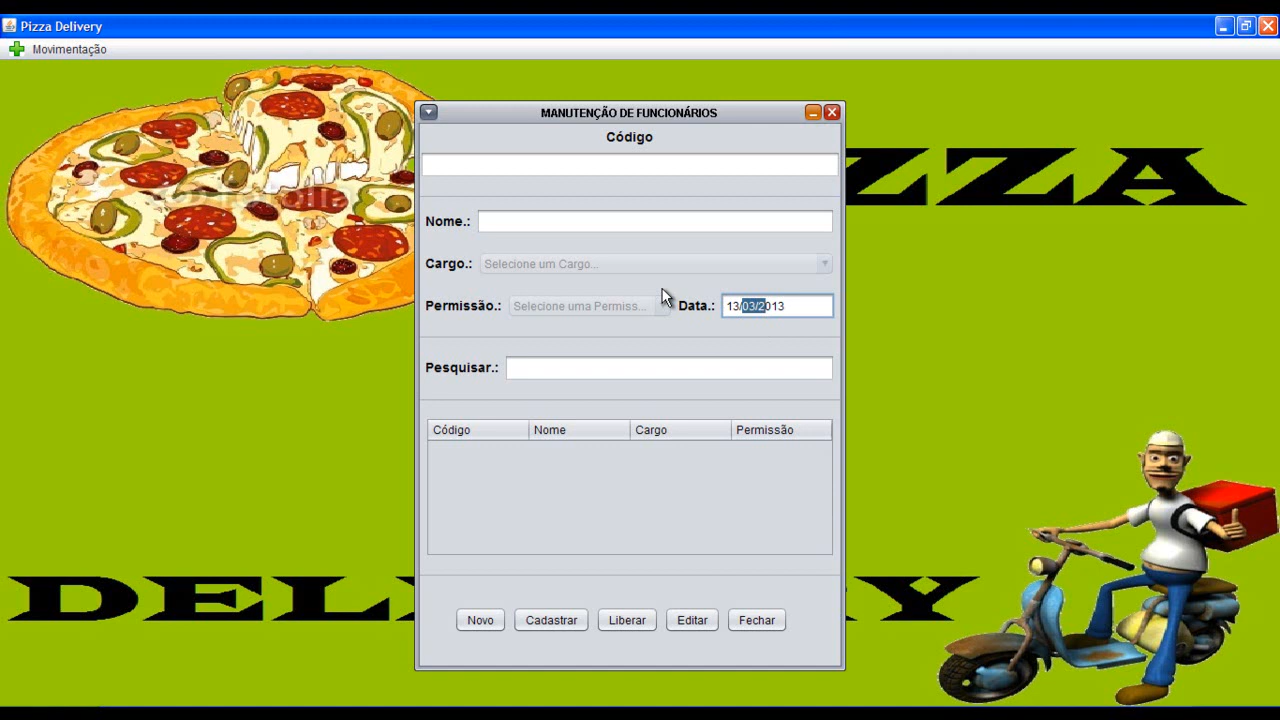 Pizza Delivery
Movimentação
MANUTENÇÃO DE FUNCIONÁRIOS
Código
Nome.:
Cargo.: Selecione um Cargo...
Permissão.: Selecione uma Permiss... Data.: 13/03/2013
Pesquisar.:
Código Nome Cargo Permissão
Novo Cadastrar Liberar Editar Fechar
ZZA
DEL Y